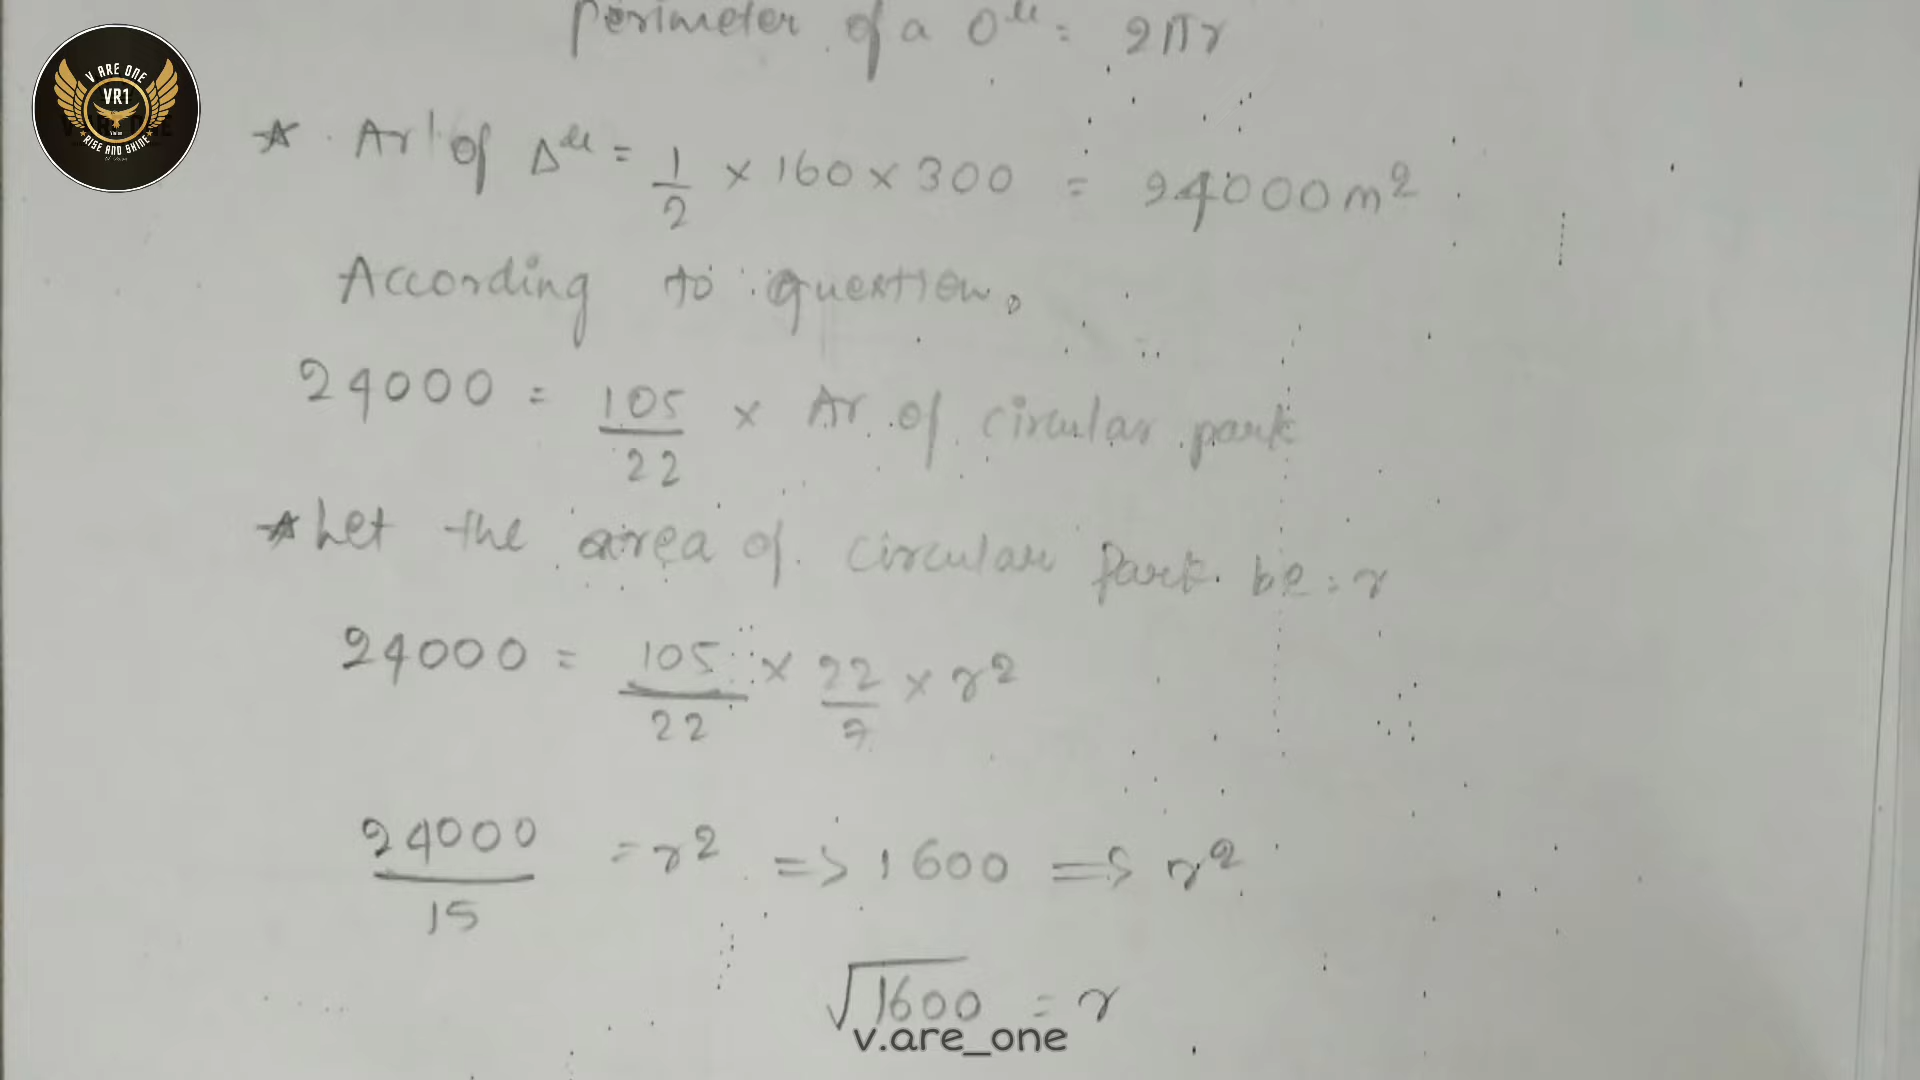 Perimeter of a Ole = 2πr
V ARE ONE
VR1
RISE AND SHINE
★ Ar of Δle = 1/2 × 160 × 300 = 24000 m²
According to question,
24000 = 105/22 × Ar of circular park
★ Let the area of circular Park be = r
24000 = 105/22 × 22/7 × r²
24000/15 = r² => 1600 => r²
√1600 = r
v.are_one